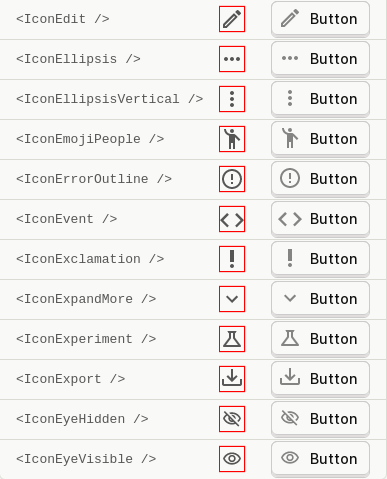 <IconEdit /> Button
<IconEllipsis /> Button
<IconEllipsisVertical /> Button
<IconEmojiPeople /> Button
<IconErrorOutline /> Button
<IconEvent /> Button
<IconExclamation /> Button
<IconExpandMore /> Button
<IconExperiment /> Button
<IconExport /> Button
<IconEyeHidden /> Button
<IconEyeVisible /> Button